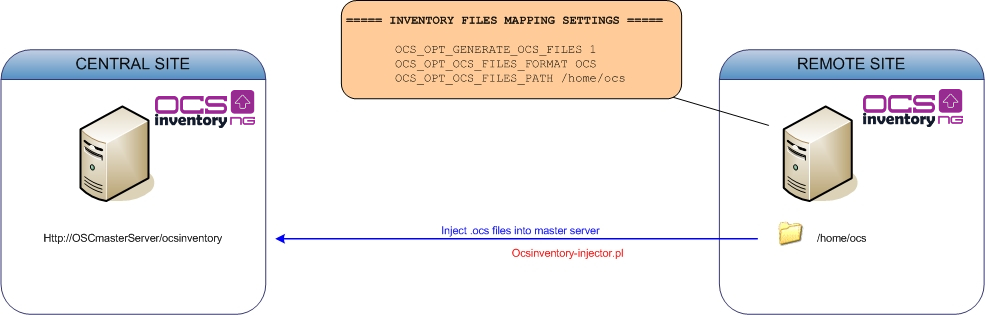 ===== INVENTORY FILES MAPPING SETTINGS =====
OCS_OPT_GENERATE_OCS_FILES 1
OCS_OPT_OCS_FILES_FORMAT OCS
OCS_OPT_OCS_FILES_PATH /home/ocs
CENTRAL SITE
OCS
inventory NG
Http://OSCmasterServer/ocsinventory
Inject .ocs files into master server
Ocsinventory-injector.pl
REMOTE SITE
OCS
inventory NG
/home/ocs